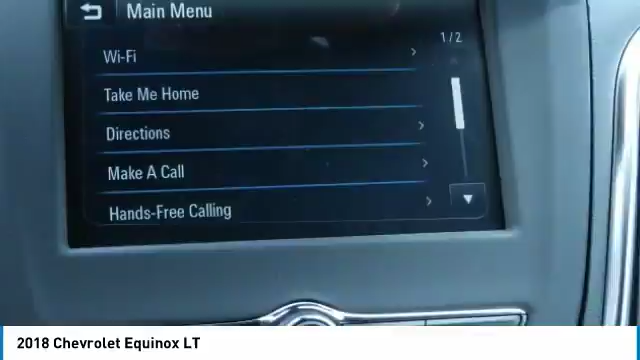 Main Menu
1/2
Wi-Fi
Take Me Home
Directions
Make A Call
Hands-Free Calling
2018 Chevrolet Equinox LT